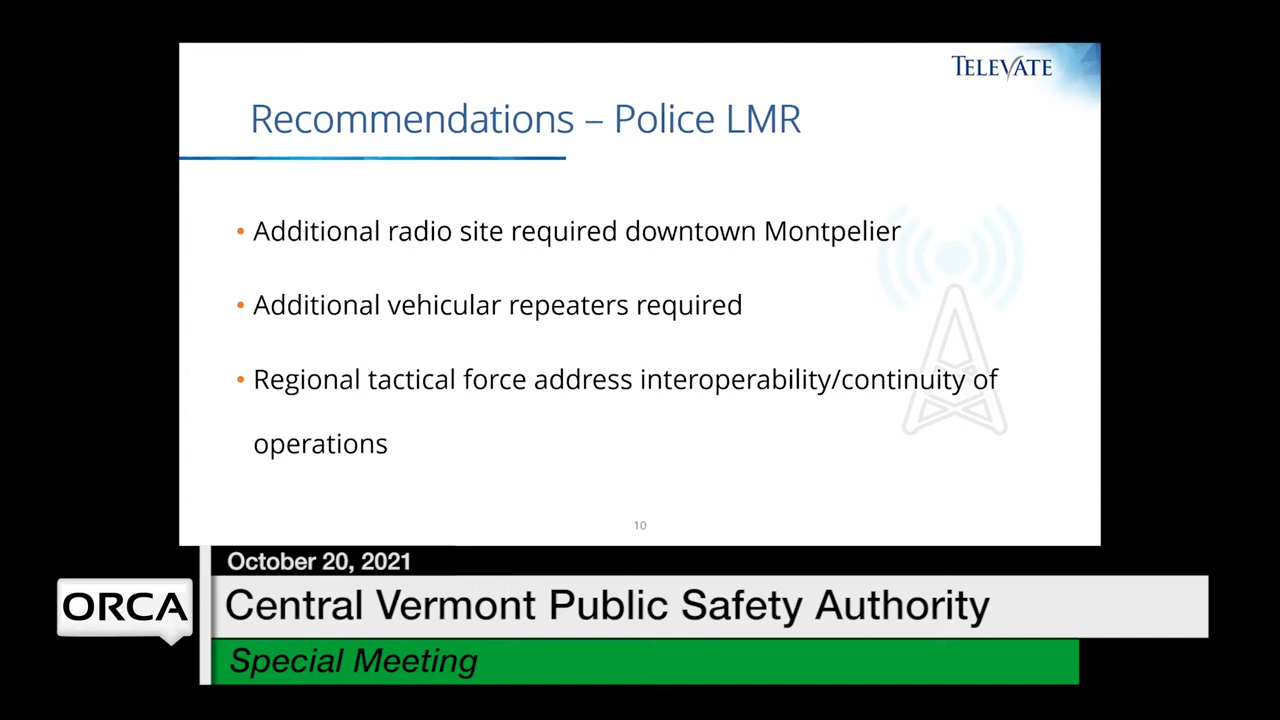 TELEVATE
Recommendations – Police LMR
• Additional radio site required downtown Montpelier
• Additional vehicular repeaters required
• Regional tactical force address interoperability/continuity of
operations
10
October 20, 2021
ORCA
Central Vermont Public Safety Authority
Special Meeting